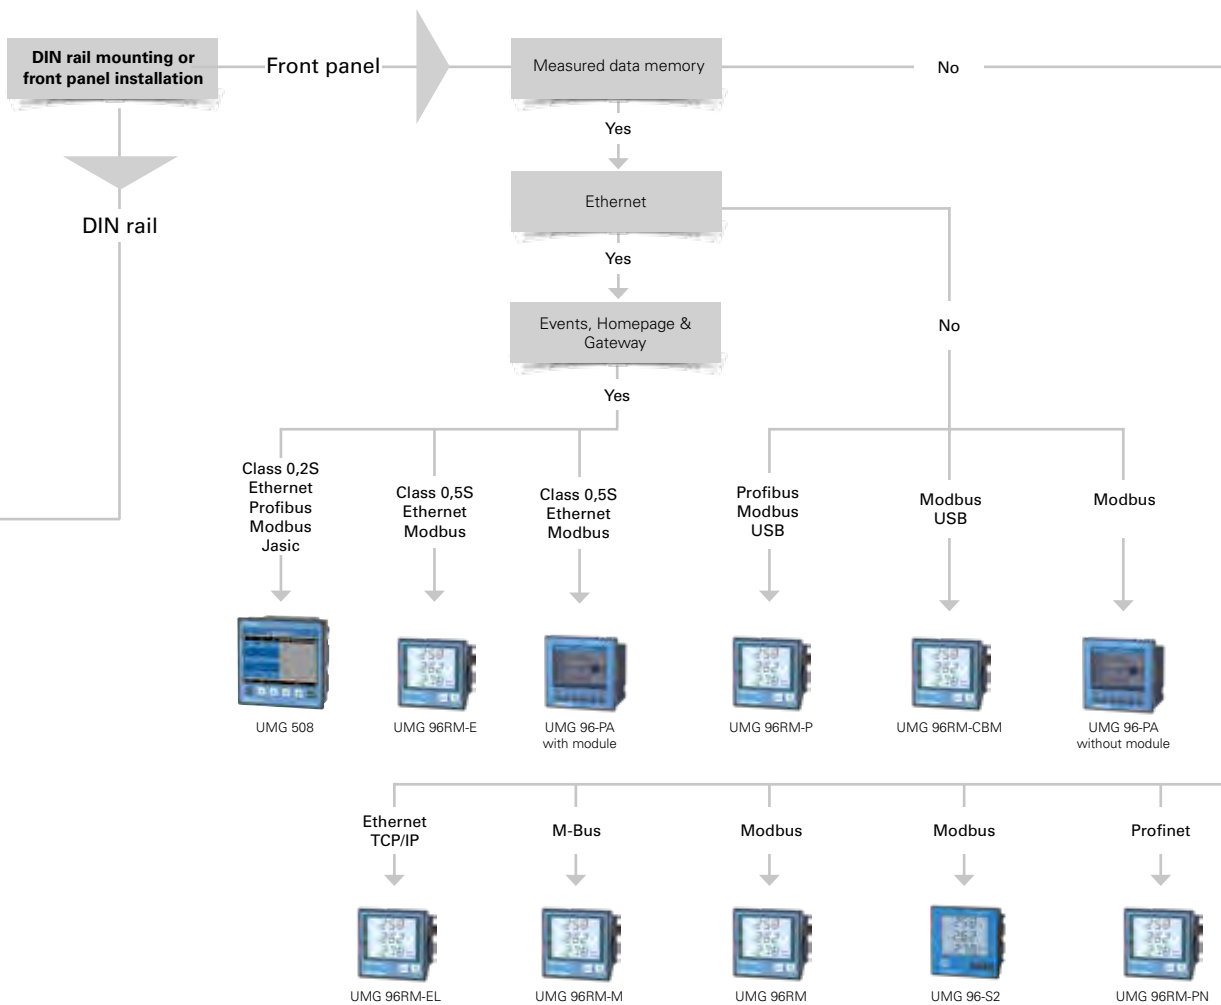 DIN rail mounting or
front panel installation
Front panel
Measured data memory
No
Yes
Ethernet
DIN rail
Yes
Events, Homepage &
Gateway
No
Yes
Class 0,2S
Ethernet
Profibus
Modbus
Jasic
Class 0,5S
Ethernet
Modbus
Class 0,5S
Ethernet
Modbus
Profibus
Modbus
USB
Modbus
USB
Modbus
UMG 508
UMG 96RM-E
UMG 96-PA
with module
UMG 96RM-P
UMG 96RM-CBM
UMG 96-PA
without module
Ethernet
TCP/IP
M-Bus
Modbus
Modbus
Profinet
UMG 96RM-EL
UMG 96RM-M
UMG 96RM
UMG 96-S2
UMG 96RM-PN